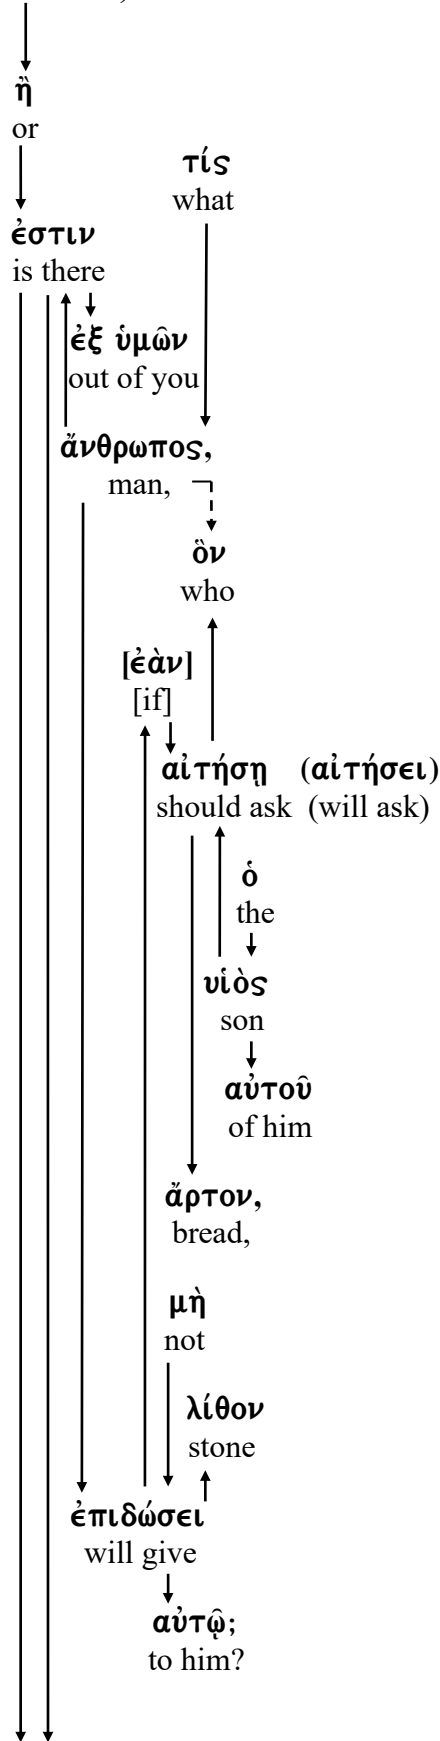 ἢ
or
τίς
what
ἐστιν
is there
ἐξ ὑμῶν
out of you
ἄνθρωπος,
man,
ὃν
who
[ἐὰν]
[if]
αἰτήσῃ (αἰτήσει)
should ask (will ask)
ὁ
the
υἱὸς
son
αὐτοῦ
of him
ἄρτον,
bread,
μὴ
not
λίθον
stone
ἐπιδώσει
will give
αὐτῷ;
to him?